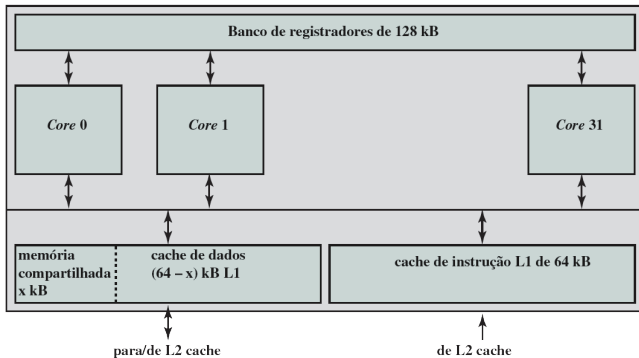 Banco de registradores de 128 kB
Core 0
Core 1
Core 31
memória
compartilhada
x kB
cache de dados
(64 – x) kB L1
cache de instrução L1 de 64 kB
para/de L2 cache
de L2 cache